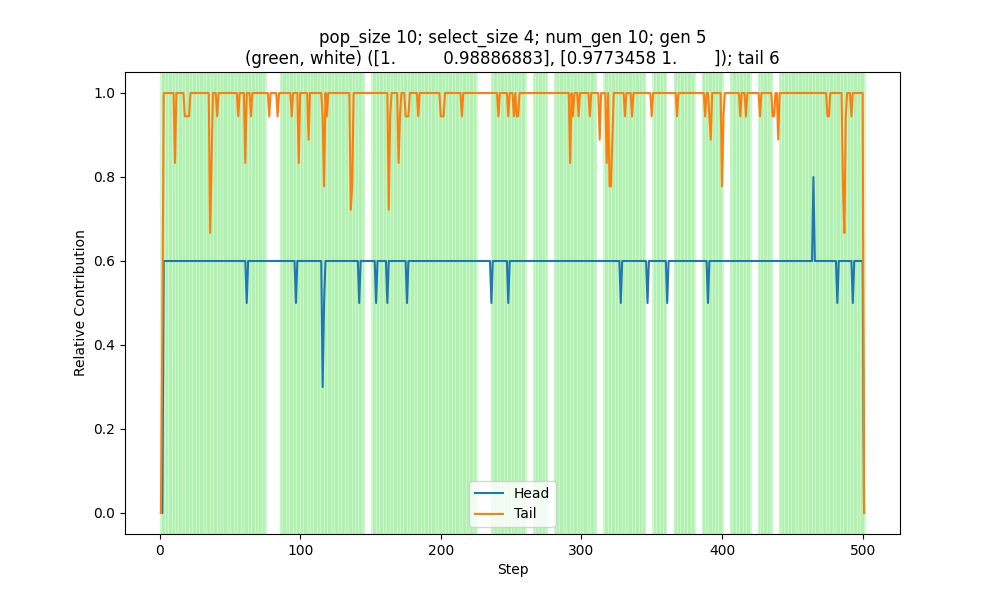 pop_size 10; select_size 4; num_gen 10; gen 5
(green, white) ([1.         0.98886883], [0.9773458 1.       ]); tail 6
1.0
0.8
0.6
0.4
0.2
0.0
Relative Contribution
Head
Tail
0 100 200 300 400 500
Step